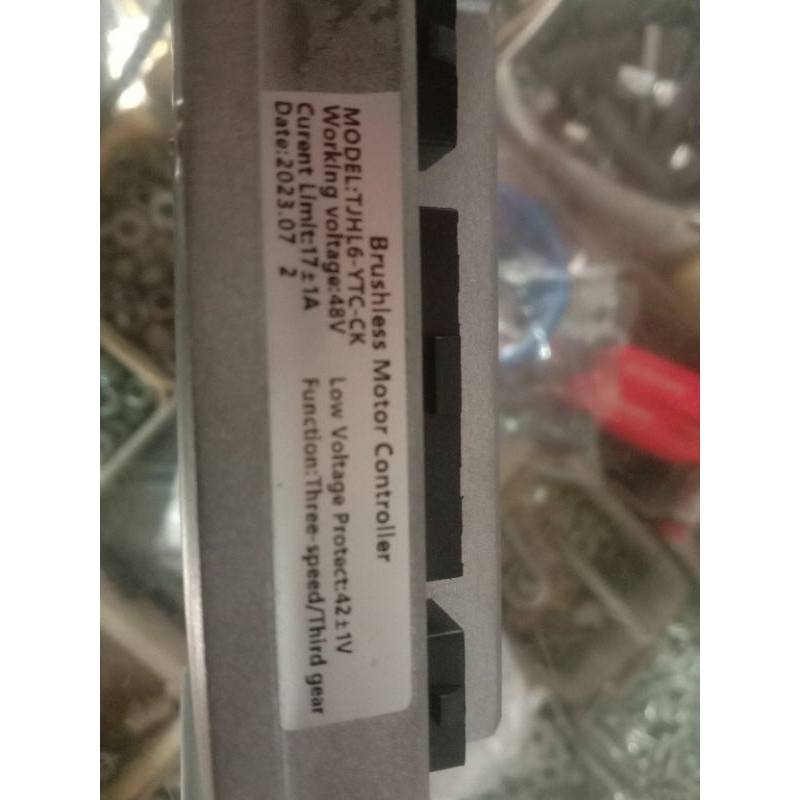 Brushless Motor Controller
MODEL:TJHL6-YTC-CK
Working voltage:48V Low Voltage Protect:42±1V
Curent Limit:17±1A Function:Three-speed/Third gear
Date:2023.07 2